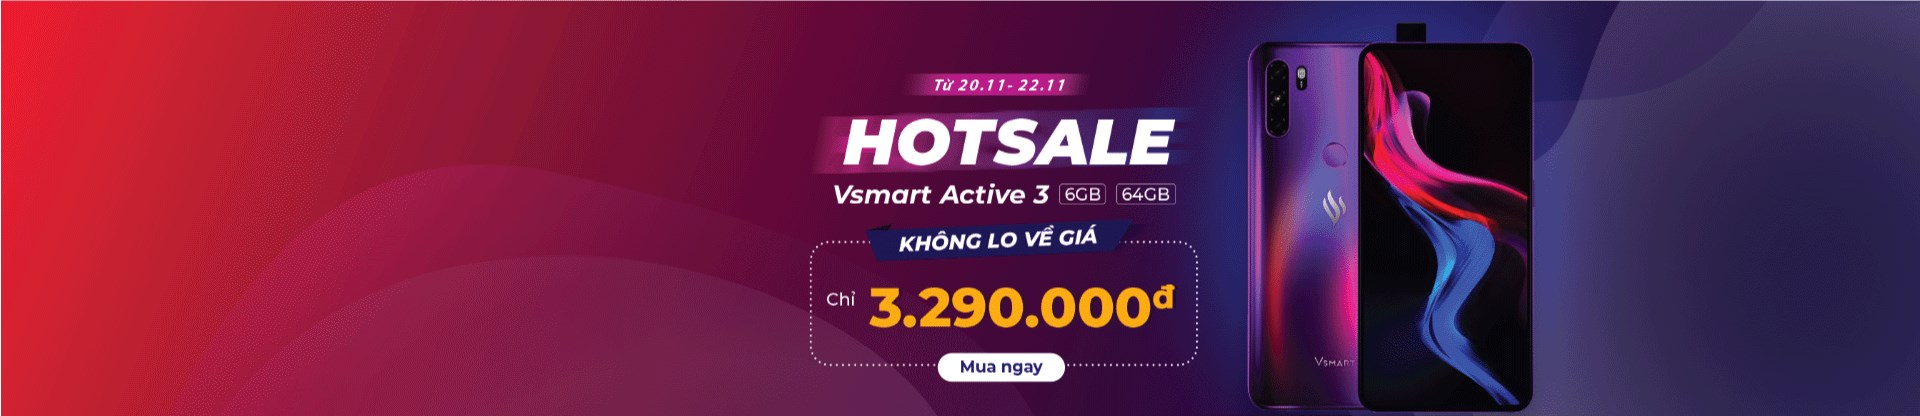 Từ 20.11- 22.11
HOTSALE
Vsmart Active 3 6GB 64GB
KHÔNG LO VỀ GIÁ
Chỉ 3.290.000đ
Mua ngay
VSMART